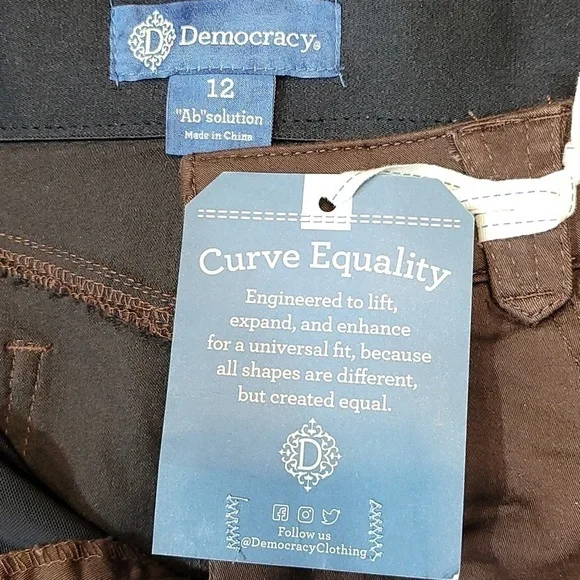 D Democracy®
12
"Ab"solution
Made in China
Curve Equality
Engineered to lift,
expand, and enhance
for a universal fit, because
all shapes are different,
but created equal.
D
Follow us
@DemocracyClothing